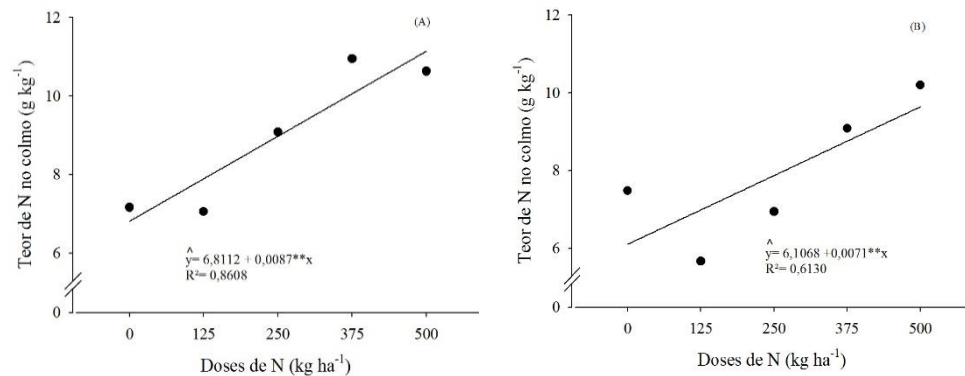 (A)
Teor de N no colmo (g kg⁻¹)
12
10
8
6
0
^
y= 6,8112 + 0,0087**x
R²= 0,8608
0 125 250 375 500
Doses de N (kg ha⁻¹)
(B)
Teor de N no colmo (g kg⁻¹)
12
10
8
6
0
^
y= 6,1068 +0,0071**x
R²= 0,6130
0 125 250 375 500
Doses de N (kg ha⁻¹)